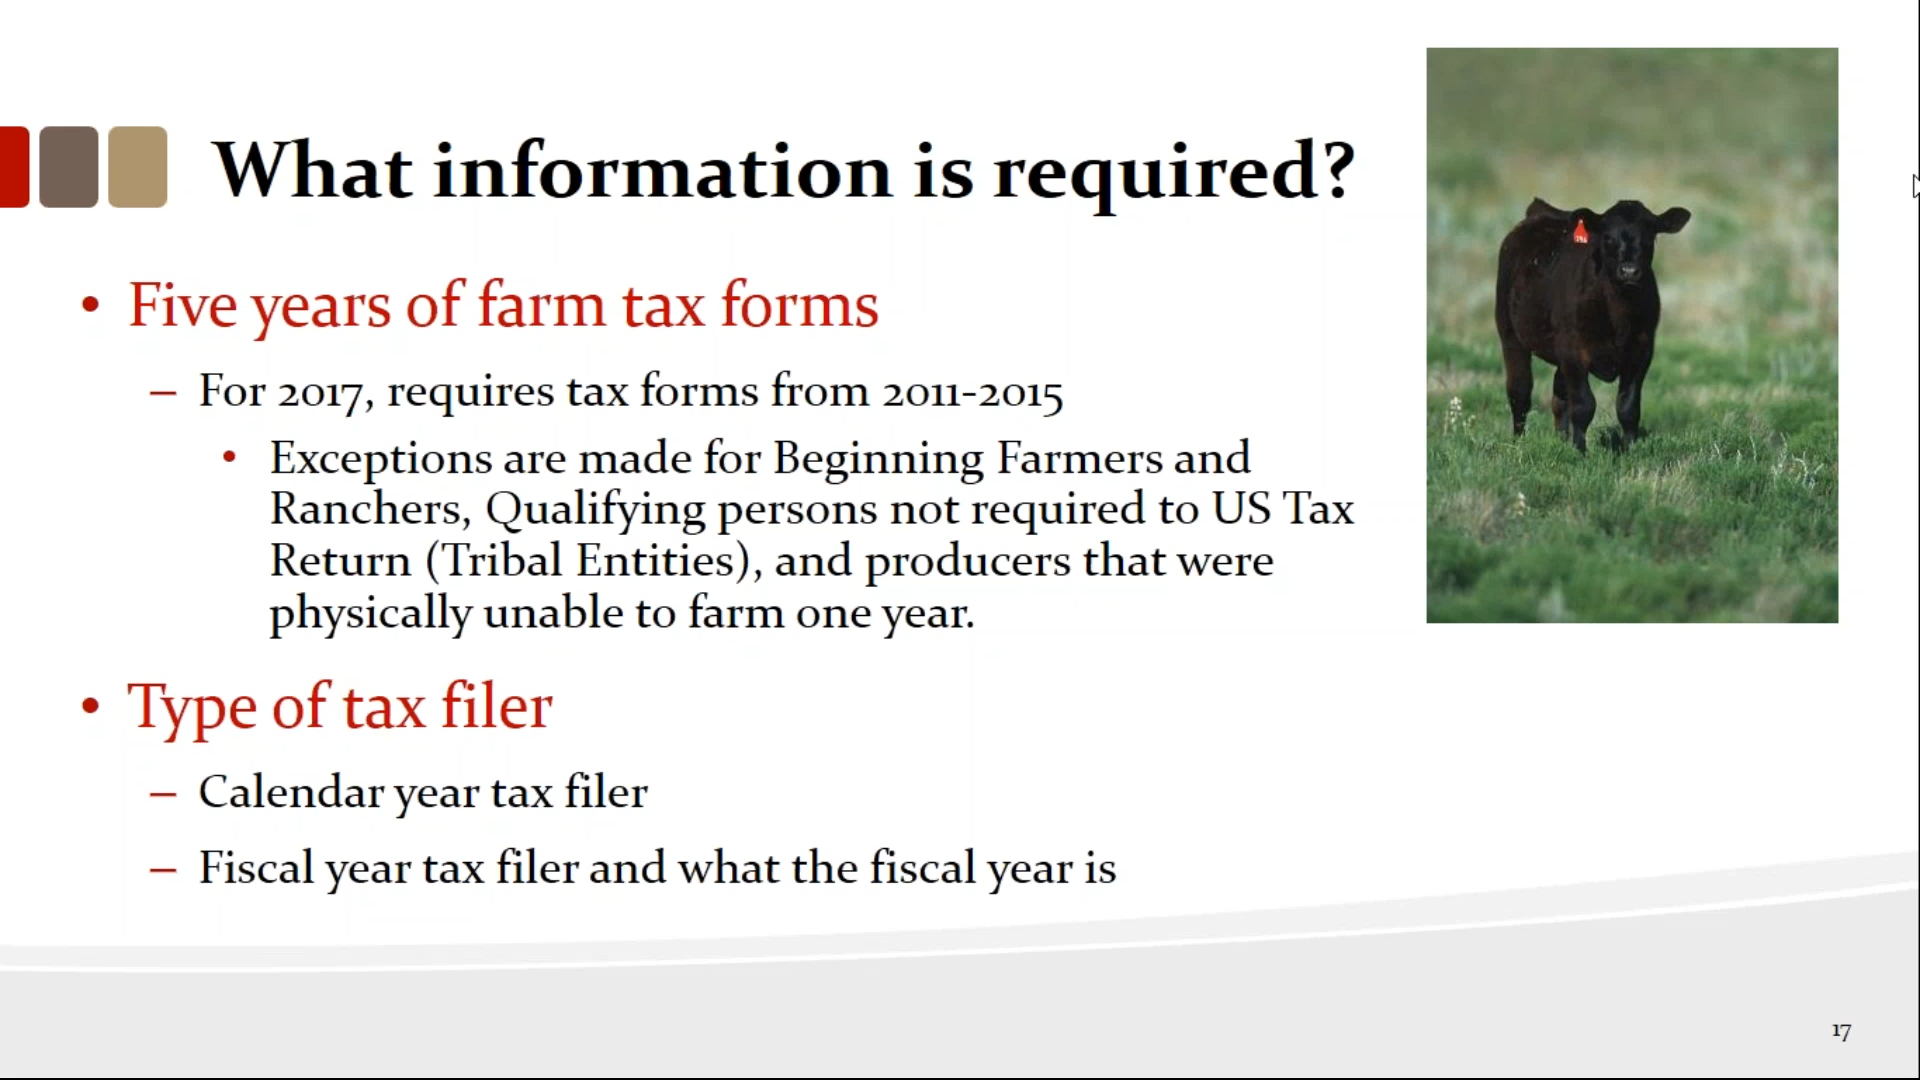 What information is required?
• Five years of farm tax forms
– For 2017, requires tax forms from 2011-2015
• Exceptions are made for Beginning Farmers and
Ranchers, Qualifying persons not required to US Tax
Return (Tribal Entities), and producers that were
physically unable to farm one year.
• Type of tax filer
– Calendar year tax filer
– Fiscal year tax filer and what the fiscal year is
17